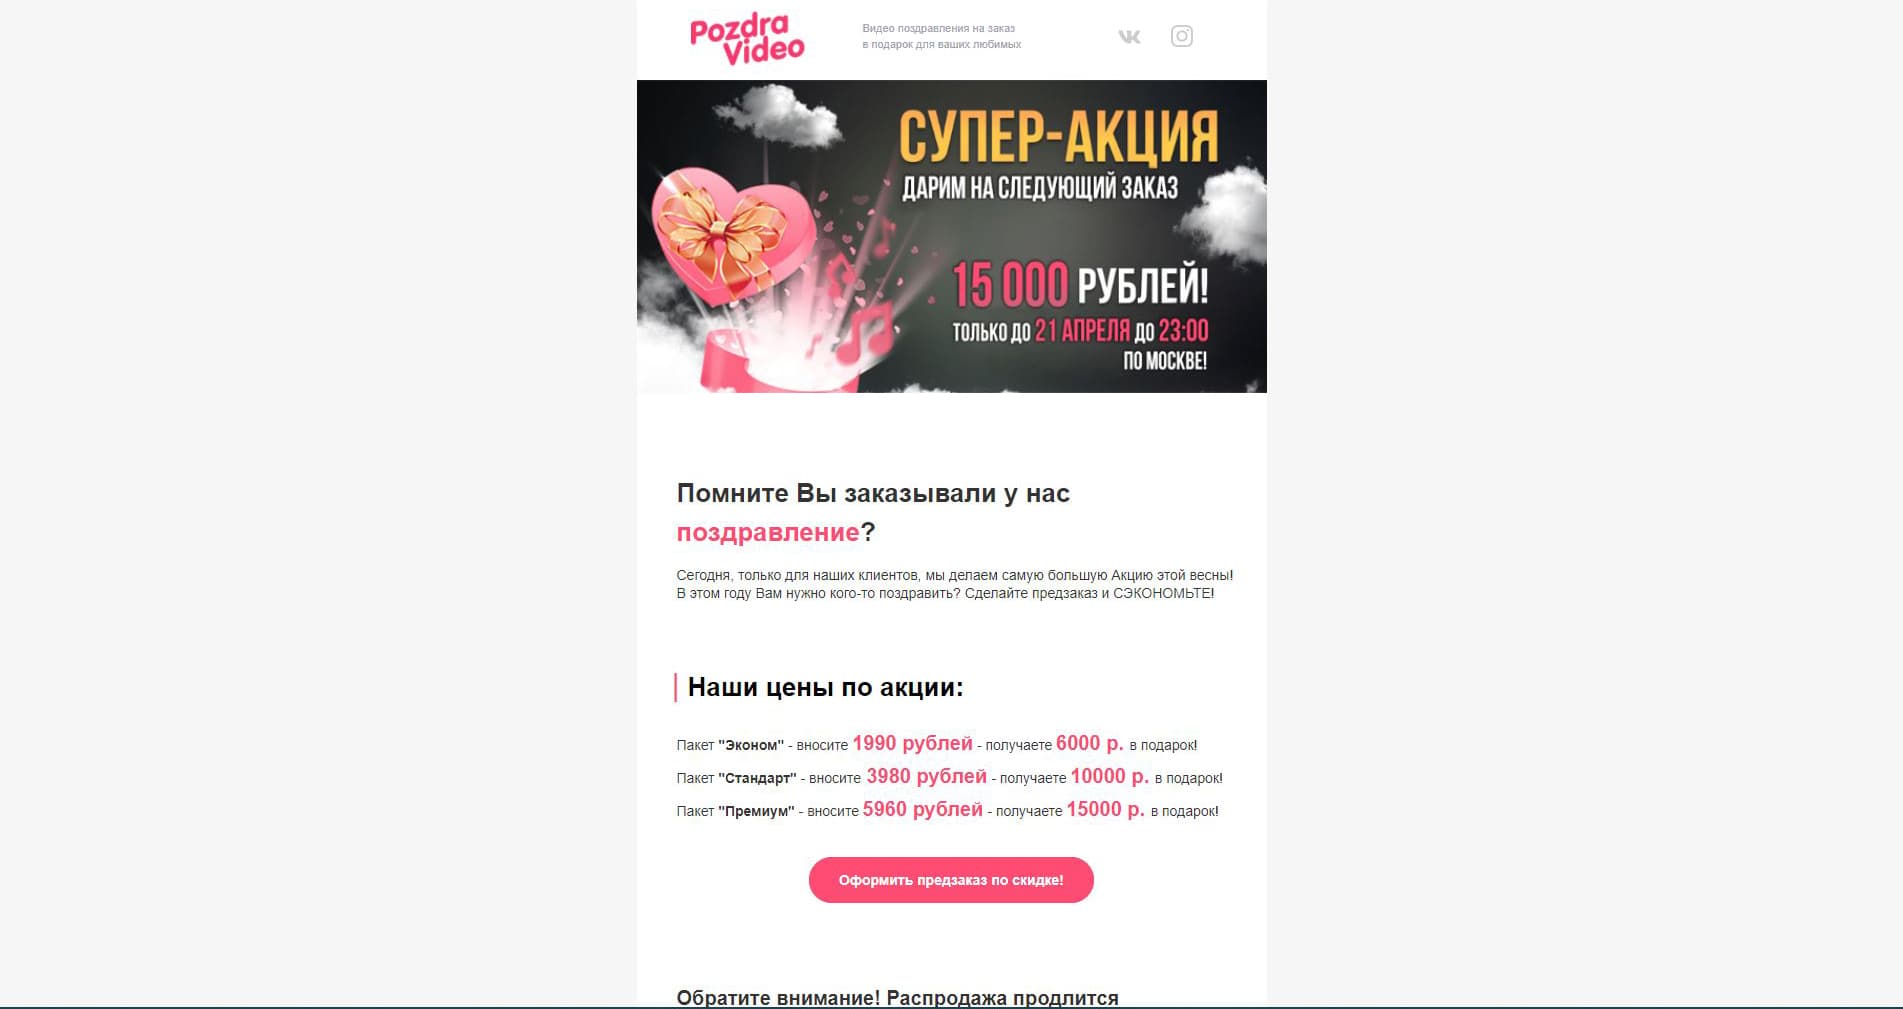 Pozdra
Video
Видео поздравления на заказ
в подарок для ваших любимых
СУПЕР-АКЦИЯ
ДАРИМ НА СЛЕДУЮЩИЙ ЗАКАЗ
15 000 РУБЛЕЙ!
ТОЛЬКО ДО 21 АПРЕЛЯ ДО 23:00
ПО МОСКВЕ!
Помните Вы заказывали у нас
поздравление?
Сегодня, только для наших клиентов, мы делаем самую большую Акцию этой весны!
В этом году Вам нужно кого-то поздравить? Сделайте предзаказ и СЭКОНОМЬТЕ!
Наши цены по акции:
Пакет "Эконом" - вносите 1990 рублей - получаете 6000 р. в подарок!
Пакет "Стандарт" - вносите 3980 рублей - получаете 10000 р. в подарок!
Пакет "Премиум" - вносите 5960 рублей - получаете 15000 р. в подарок!
Оформить предзаказ по скидке!
Обратите внимание! Распродажа продлится